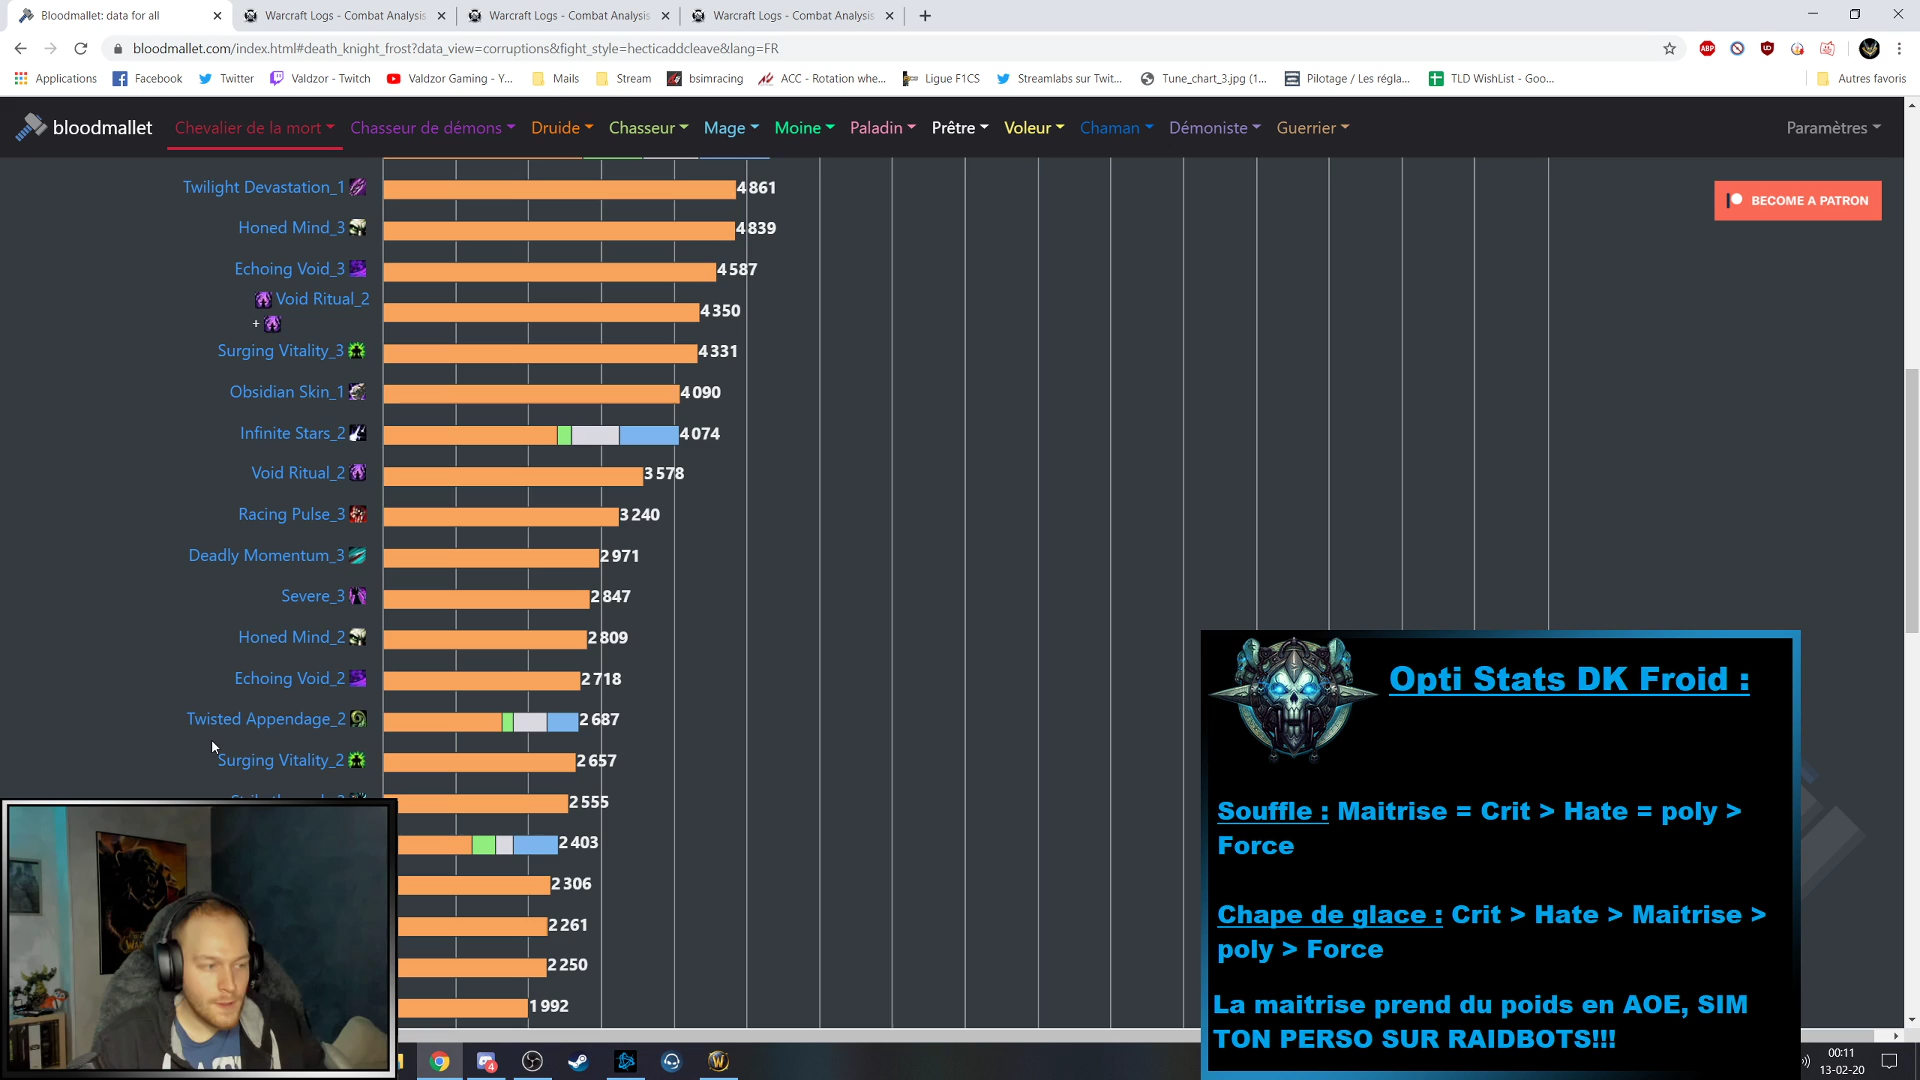 Bloodmallet: data for all
Warcraft Logs - Combat Analysis
Warcraft Logs - Combat Analysis
Warcraft Logs - Combat Analysis
bloodmallet.com/index.html#death_knight_frost?data_view=corruptions&fight_style=hecticaddcleave&lang=FR
ABP
Applications
Facebook
Twitter
Valdzor - Twitch
Valdzor Gaming - Y...
Mails
Stream
bsimracing
ACC - Rotation whe...
Ligue F1CS
Streamlabs sur Twit...
Tune_chart_3.jpg (1...
Pilotage / Les régla...
TLD WishList - Goo...
Autres favoris
bloodmallet
Chevalier de la mort
Chasseur de démons
Druide
Chasseur
Mage
Moine
Paladin
Prêtre
Voleur
Chaman
Démoniste
Guerrier
Paramètres
BECOME A PATRON
Twilight Devastation_1 4 861
Honed Mind_3 4 839
Echoing Void_3 4 587
Void Ritual_2 4 350
+
Surging Vitality_3 4 331
Obsidian Skin_1 4 090
Infinite Stars_2 4 074
Void Ritual_2 3 578
Racing Pulse_3 3 240
Deadly Momentum_3 2 971
Severe_3 2 847
Honed Mind_2 2 809
Echoing Void_2 2 718
Twisted Appendage_2 2 687
Surging Vitality_2 2 657
2 555
2 403
2 306
2 261
2 250
1 992
Opti Stats DK Froid :
Souffle : Maitrise = Crit > Hate = poly >
Force
Chape de glace : Crit > Hate > Maitrise >
poly > Force
La maitrise prend du poids en AOE, SIM
TON PERSO SUR RAIDBOTS!!!
00:11
13-02-20